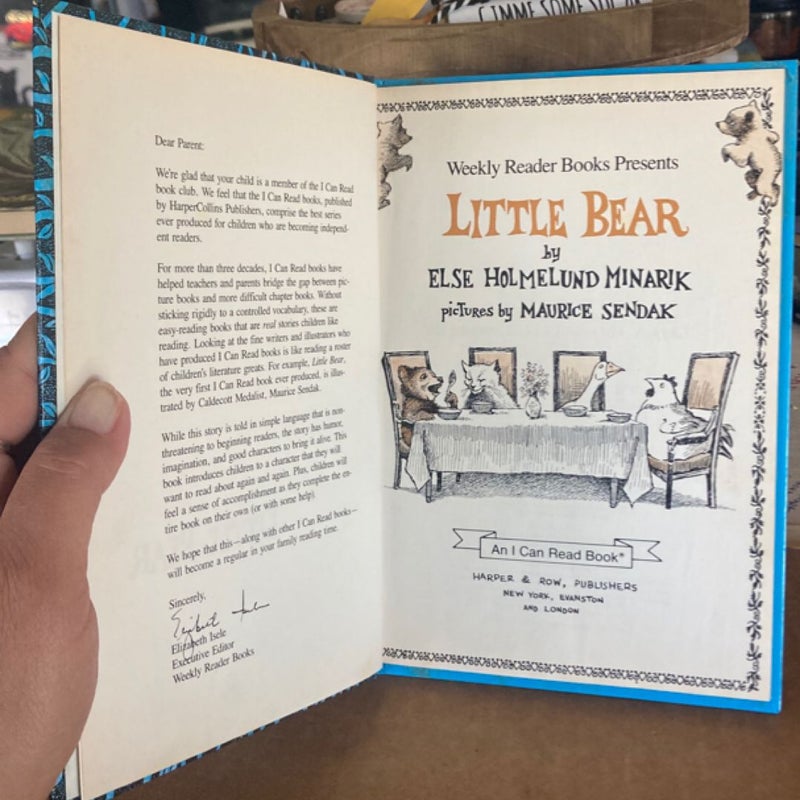 GIMME SOME SUGAR
Dear Parent:
We're glad that your child is a member of the I Can Read
book club. We feel that the I Can Read books, published
by HarperCollins Publishers, comprise the best series
ever produced for children who are becoming independ-
ent readers.
For more than three decades, I Can Read books have
helped teachers and parents bridge the gap between pic-
ture books and more difficult chapter books. Without
sticking rigidly to a controlled vocabulary, these are
easy-reading books that are real stories children like
reading. Looking at the fine writers and illustrators who
have produced I Can Read books is like reading a roster
of children's literature greats. For example, Little Bear,
the very first I Can Read book ever produced, is illus-
trated by Caldecott Medalist, Maurice Sendak.
While this story is told in simple language that is non-
threatening to beginning readers, the story has humor,
imagination, and good characters to bring it alive. This
book introduces children to a character that they will
want to read about again and again. Plus, children will
feel a sense of accomplishment as they complete the en-
tire book on their own (or with some help).
We hope that this—along with other I Can Read books—
will become a regular in your family reading time.
Sincerely,
Elizabeth Isele
Elizabeth Isele
Executive Editor
Weekly Reader Books
Weekly Reader Books Presents
LITTLE BEAR
by
ELSE HOLMELUND MINARIK
pictures by MAURICE SENDAK
An I Can Read Book®
HARPER & ROW, PUBLISHERS
NEW YORK, EVANSTON
AND LONDON